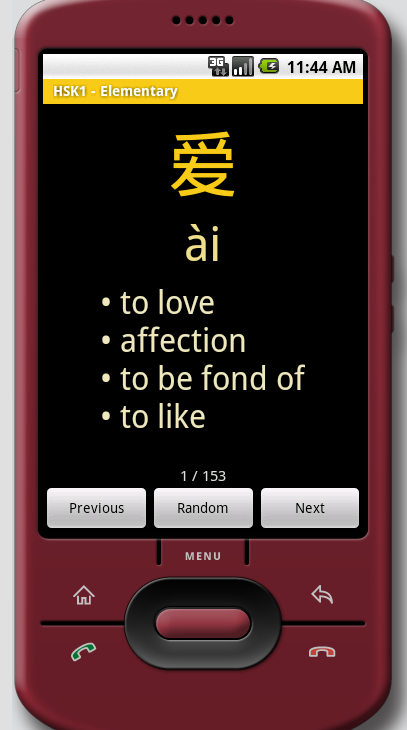 3G 11:44 AM
HSK1 - Elementary
爱
ài
• to love
• affection
• to be fond of
• to like
1 / 153
Previous Random Next
MENU